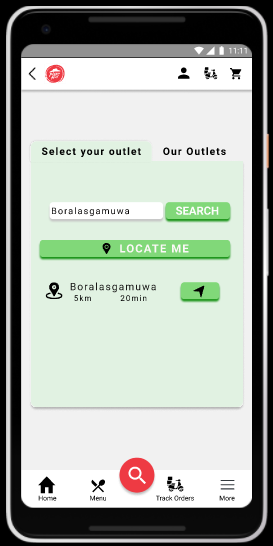 11:11
Select your outlet
Our Outlets
Boralasgamuwa
SEARCH
LOCATE ME
Boralasgamuwa
5km 20min
Home
Menu
Track Orders
More